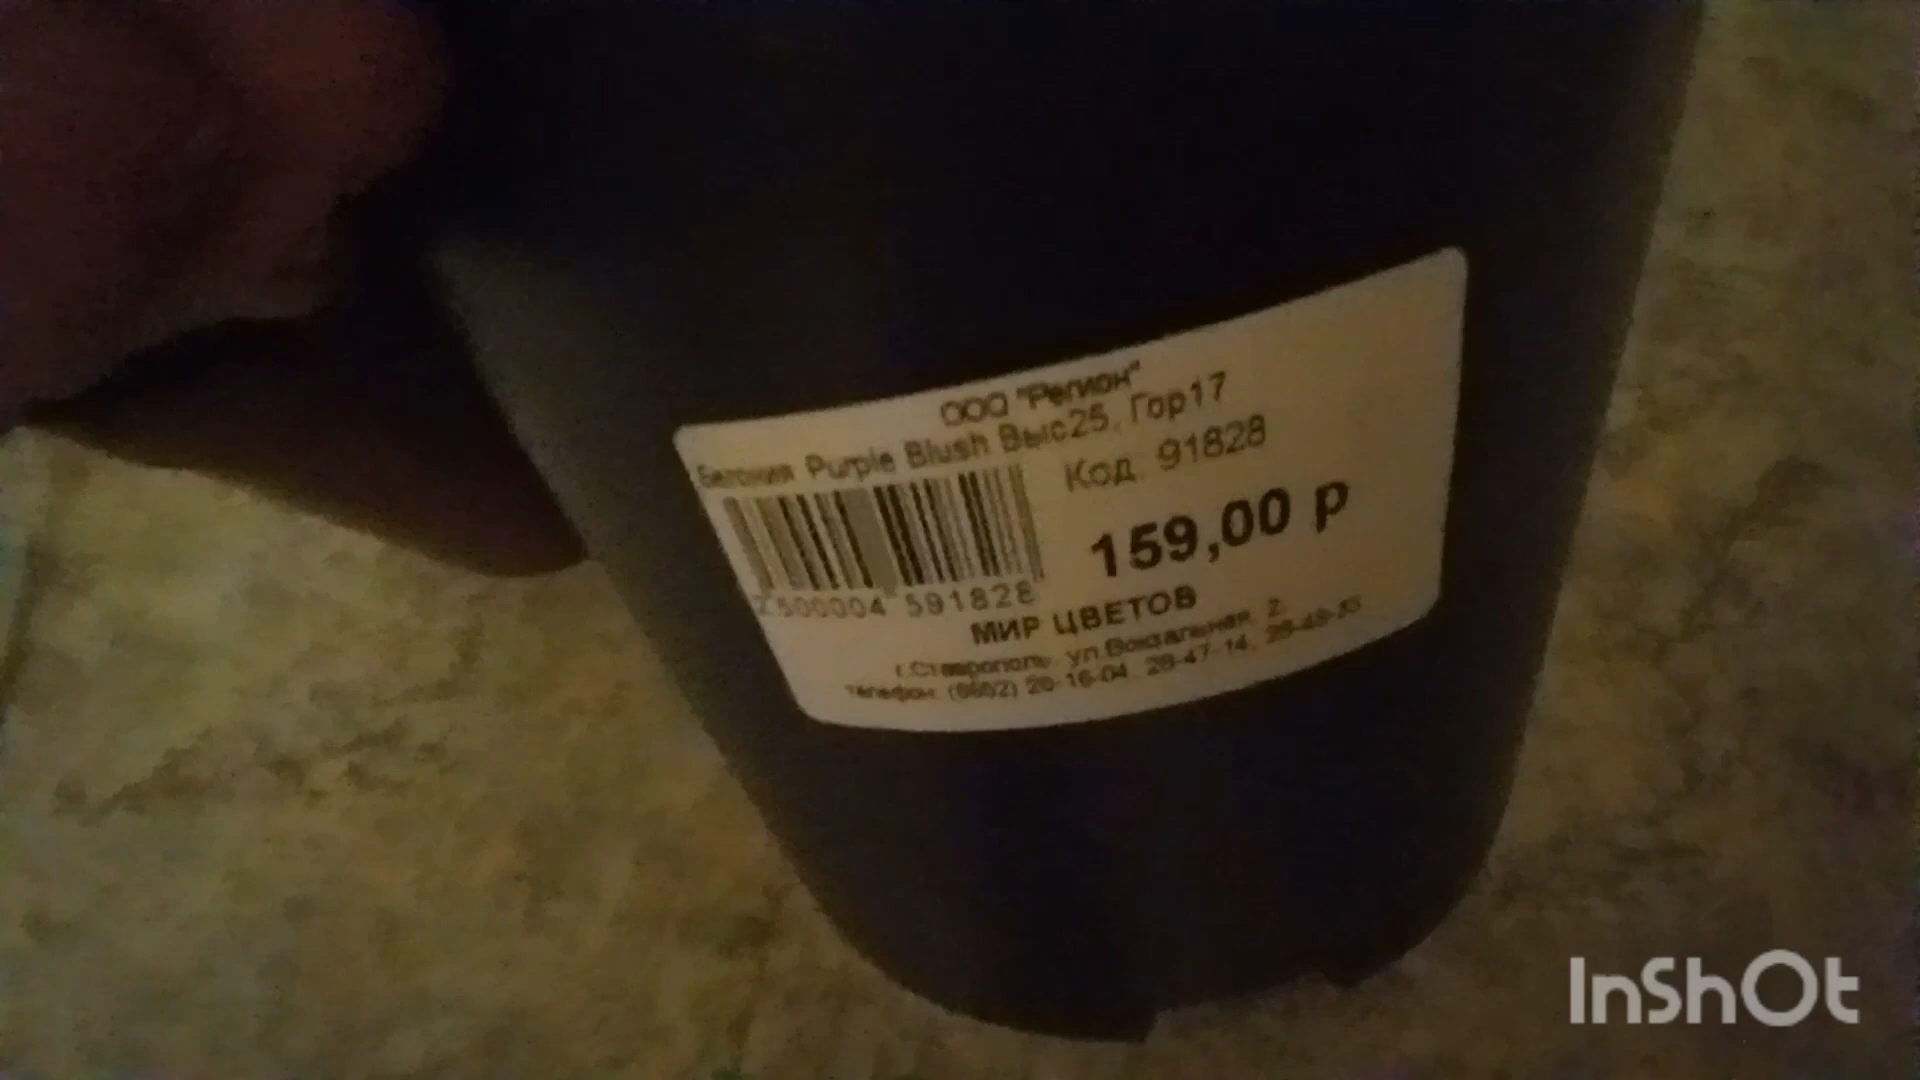 ООО "Регион"
Бегония Purple Blush Выс25, Гор17
Код: 91828
159,00 р
2500004 591828
МИР ЦВЕТОВ
г.Ставрополь, ул.Вокзальная, 2,
телефон: (8652) 26-16-04, 28-47-14,
InShOt